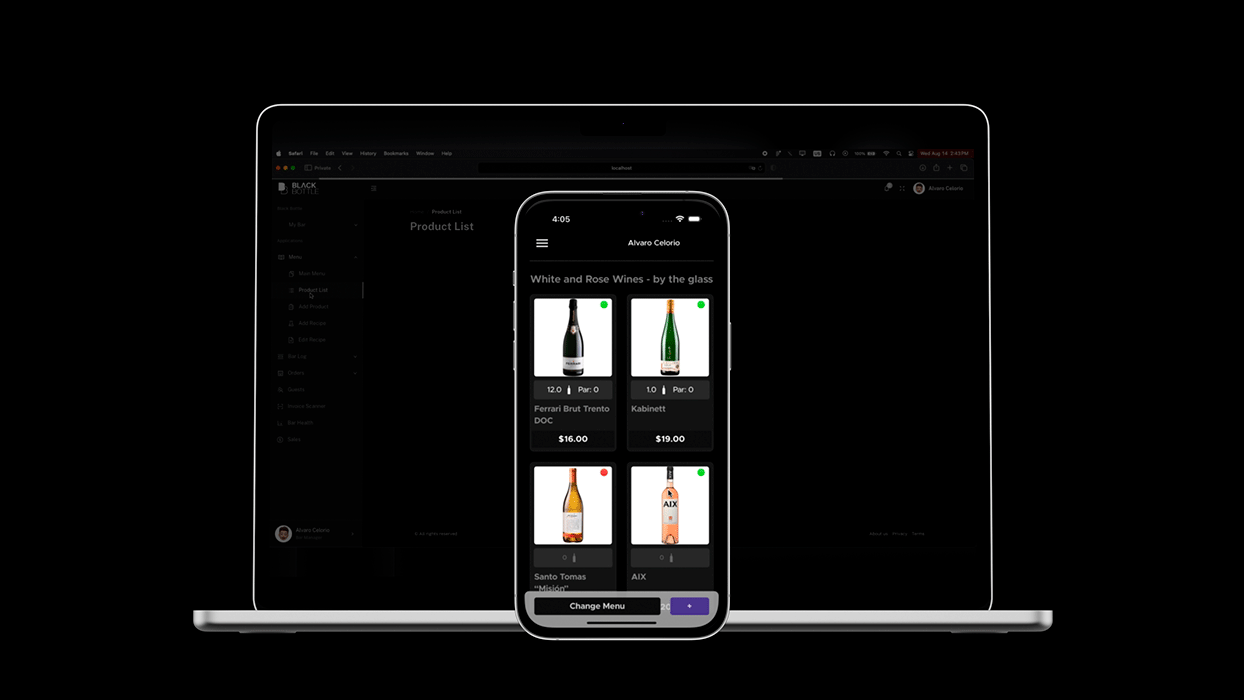 Safari File Edit View History Bookmarks Window Help
Wed Aug 14 2:43PM
Private
localhost
BLACK
BOTTLE
Alvaro Celorio
Product List
Product List
My Bar
Menu
Main Menu
Product List
Add Product
Add Recipe
Edit Recipe
Bar Log
Orders
Invoice Scanner
Bar Health
Sales
Alvaro Celorio
© All rights reserved
About us Privacy Terms
4:05
Alvaro Celorio
White and Rose Wines - by the glass
12.0 Par: 0
1.0 Par: 0
Ferrari Brut Trento
DOC
Kabinett
$16.00
$19.00
AIX
0
0
Santo Tomas
“Misión”
AIX
Change Menu
+